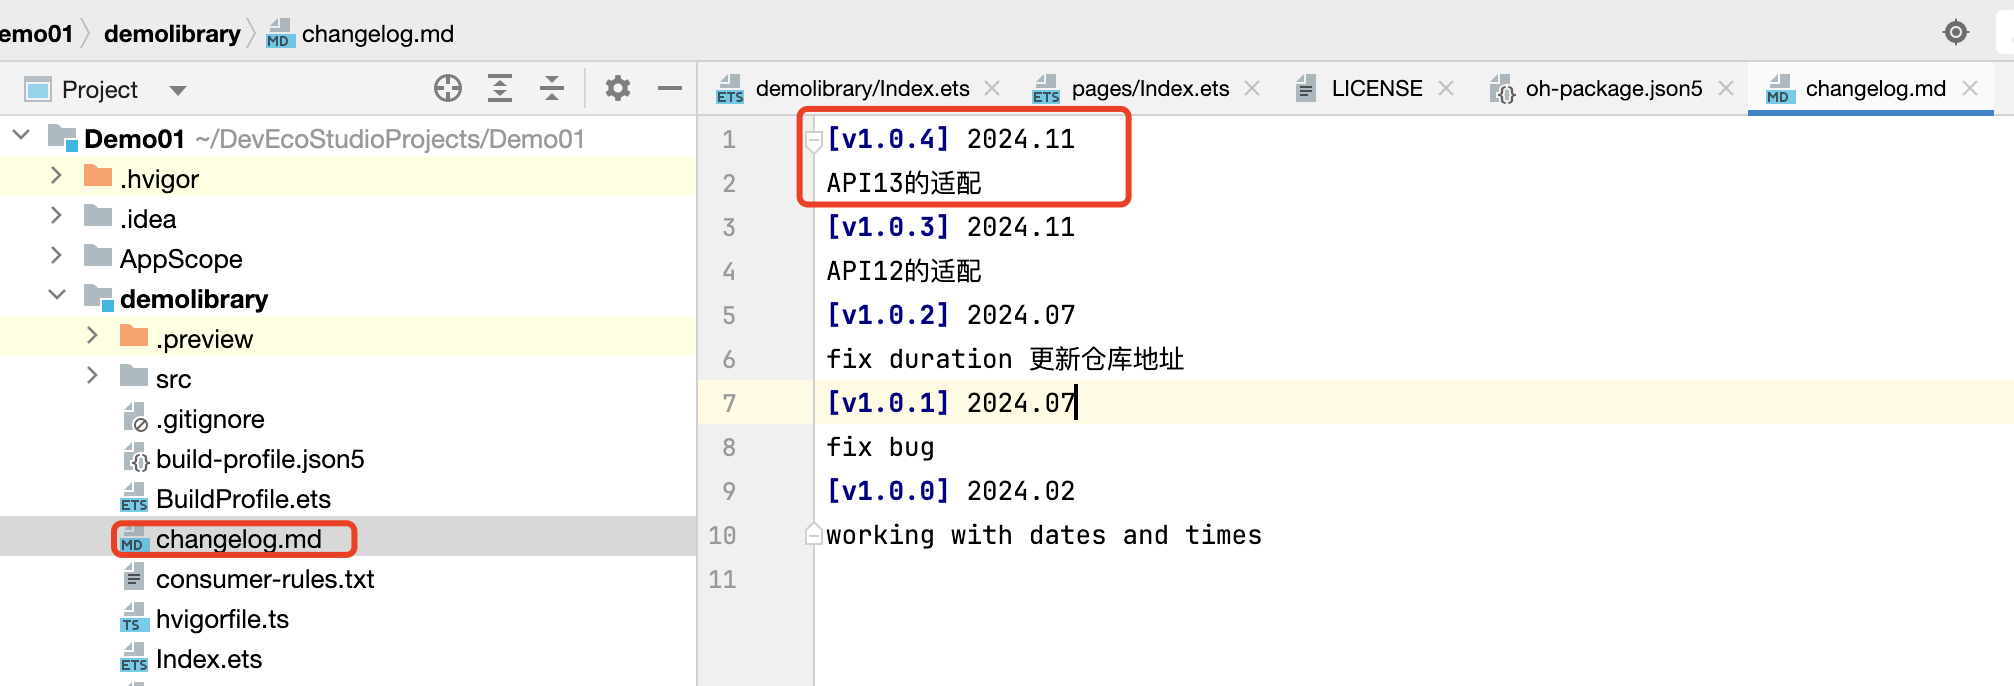 emo01 demolibrary MD changelog.md
Project
ETS demolibrary/Index.ets ETS pages/Index.ets LICENSE oh-package.json5 MD changelog.md
Demo01 ~/DevEcoStudioProjects/Demo01
.hvigor
.idea
AppScope
demolibrary
.preview
src
.gitignore
build-profile.json5
ETS BuildProfile.ets
MD changelog.md
consumer-rules.txt
TS hvigorfile.ts
ETS Index.ets
1 [v1.0.4] 2024.11
2 API13的适配
3 [v1.0.3] 2024.11
4 API12的适配
5 [v1.0.2] 2024.07
6 fix duration 更新仓库地址
7 [v1.0.1] 2024.07
8 fix bug
9 [v1.0.0] 2024.02
10 working with dates and times
11